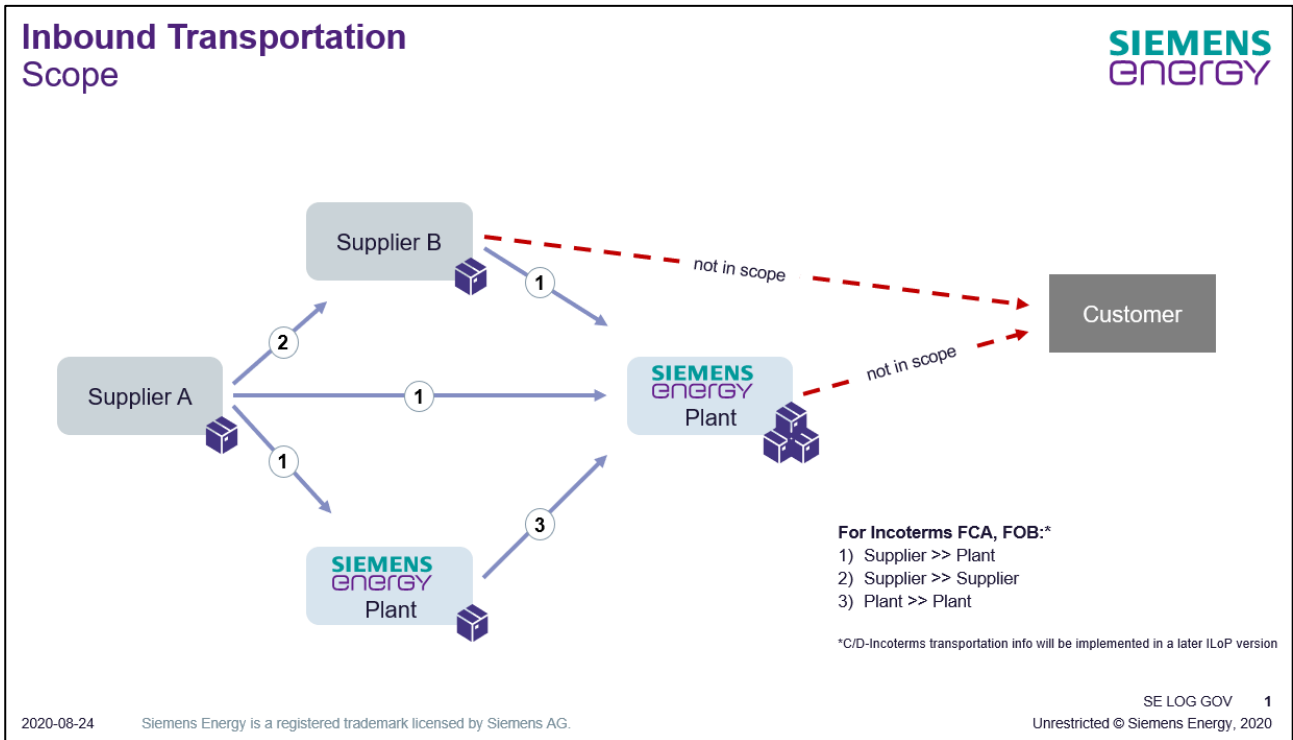 Inbound Transportation
Scope
SIEMENS
energy
Supplier B
not in scope
1
Customer
2
Supplier A
1
SIEMENS
energy
Plant
not in scope
1
3
SIEMENS
energy
Plant
For Incoterms FCA, FOB:*
1) Supplier >> Plant
2) Supplier >> Supplier
3) Plant >> Plant
*C/D-Incoterms transportation info will be implemented in a later ILoP version
SE LOG GOV 1
2020-08-24 Siemens Energy is a registered trademark licensed by Siemens AG.
Unrestricted © Siemens Energy, 2020